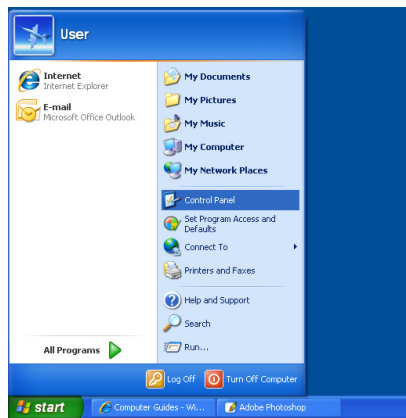 User
Internet
Internet Explorer
E-mail
Microsoft Office Outlook
All Programs
My Documents
My Pictures
My Music
My Computer
My Network Places
Control Panel
Set Program Access and
Defaults
Connect To
Printers and Faxes
Help and Support
Search
Run...
Log Off
Turn Off Computer
start
Computer Guides - Wi...
Adobe Photoshop